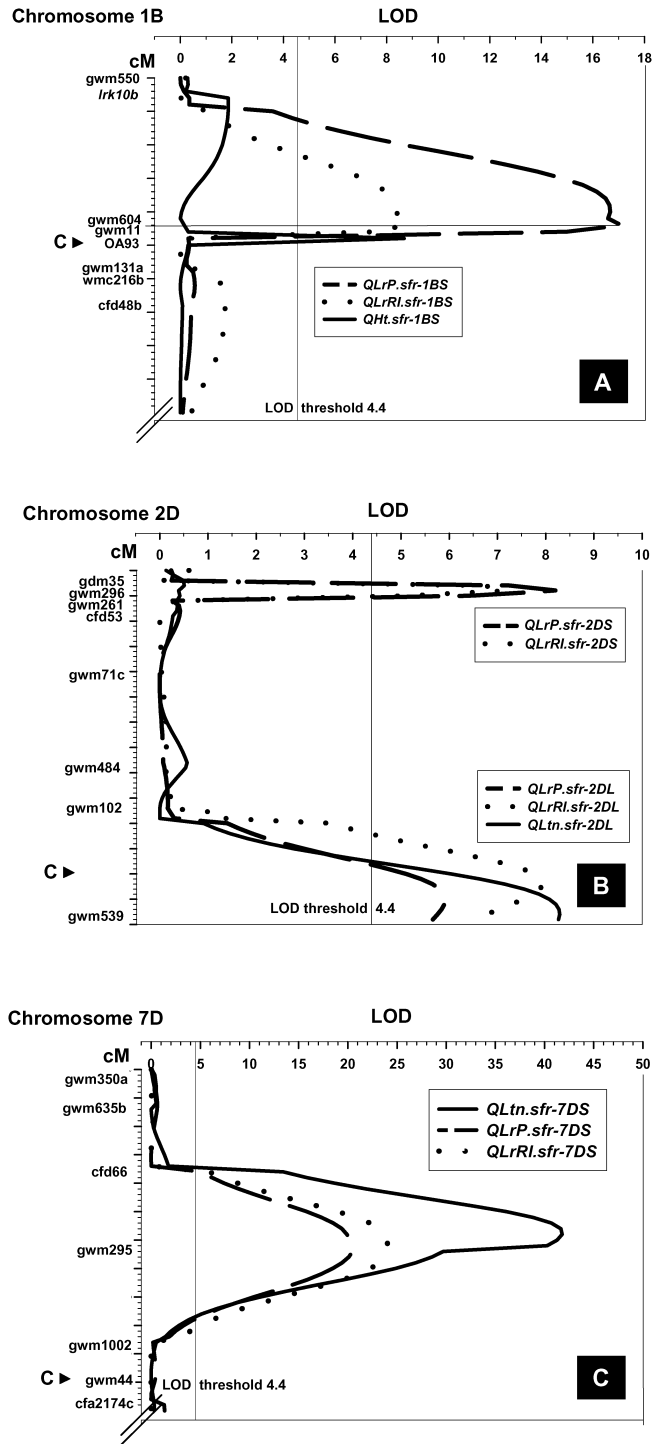 Chromosome 1B LOD
cM 0 2 4 6 8 10 12 14 16 18
gwm550
lrk10b
gwm604
gwm11
C ► OA93
gwm131a
wmc216b
cfd48b
QLrP.sfr-1BS
QLrRI.sfr-1BS
QHt.sfr-1BS
A
LOD threshold 4.4
Chromosome 2D LOD
cM 0 1 2 3 4 5 6 7 8 9 10
gdm35
gwm296
gwm261
cfd53
QLrP.sfr-2DS
QLrRI.sfr-2DS
gwm71c
gwm484
gwm102
QLrP.sfr-2DL
QLrRI.sfr-2DL
QLtn.sfr-2DL
C ►
B
LOD threshold 4.4
gwm539
Chromosome 7D LOD
cM 0 5 10 15 20 25 30 35 40 45 50
gwm350a
gwm635b
QLtn.sfr-7DS
QLrP.sfr-7DS
QLrRI.sfr-7DS
cfd66
gwm295
gwm1002
C ► gwm44
LOD threshold 4.4
C
cfa2174c